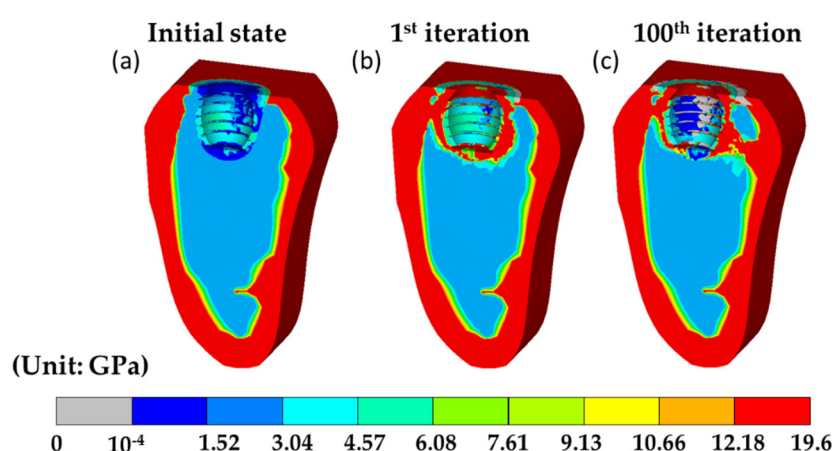 Initial state
1st iteration
100th iteration
(a)
(b)
(c)
(Unit: GPa)
0 10-4 1.52 3.04 4.57 6.08 7.61 9.13 10.66 12.18 19.6